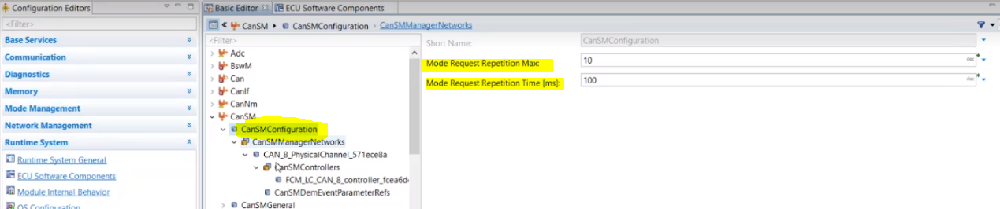 Configuration Editors
<Filter>
Base Services
Communication
Diagnostics
Memory
Mode Management
Network Management
Runtime System
Runtime System General
ECU Software Components
Module Internal Behavior
OS Configuration
Basic Editor
ECU Software Components
CanSM
CanSMConfiguration
CanSMManagerNetworks
<Filter>
Adc
BswM
Can
CanIf
CanNm
CanSM
CanSMConfiguration
CanSMManagerNetworks
CAN_8_PhysicalChannel_571ece8a
CanSMControllers
FCM_LC_CAN_8_controller_fcea6d
CanSMDemEventParameterRefs
CanSMGeneral
Short Name: CanSMConfiguration
Mode Request Repetition Max: 10 dec
Mode Request Repetition Time [ms]: 100 dec